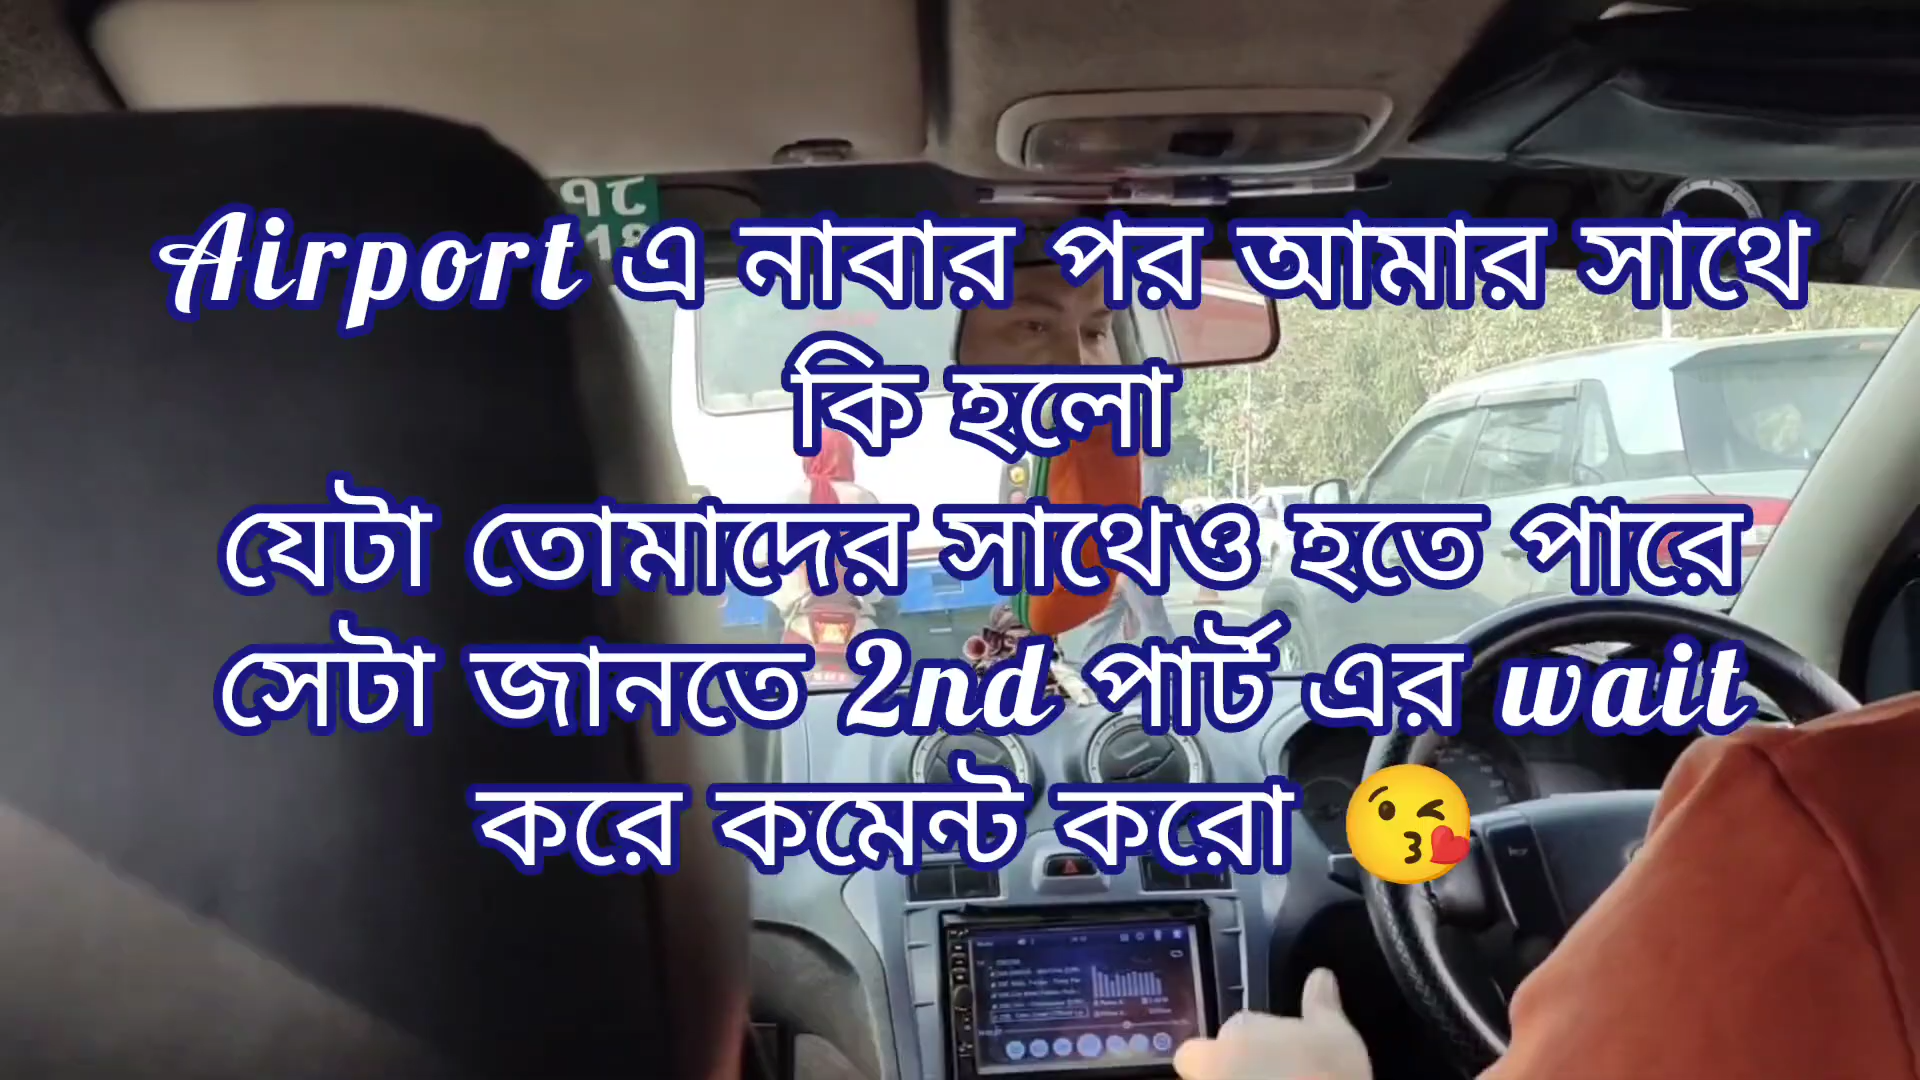 Airport এ নাবার পর আমার সাথে
কি হলো
যেটা তোমাদের সাথেও হতে পারে
সেটা জানতে 2nd পার্ট এর wait
করে কমেন্ট করো 😘